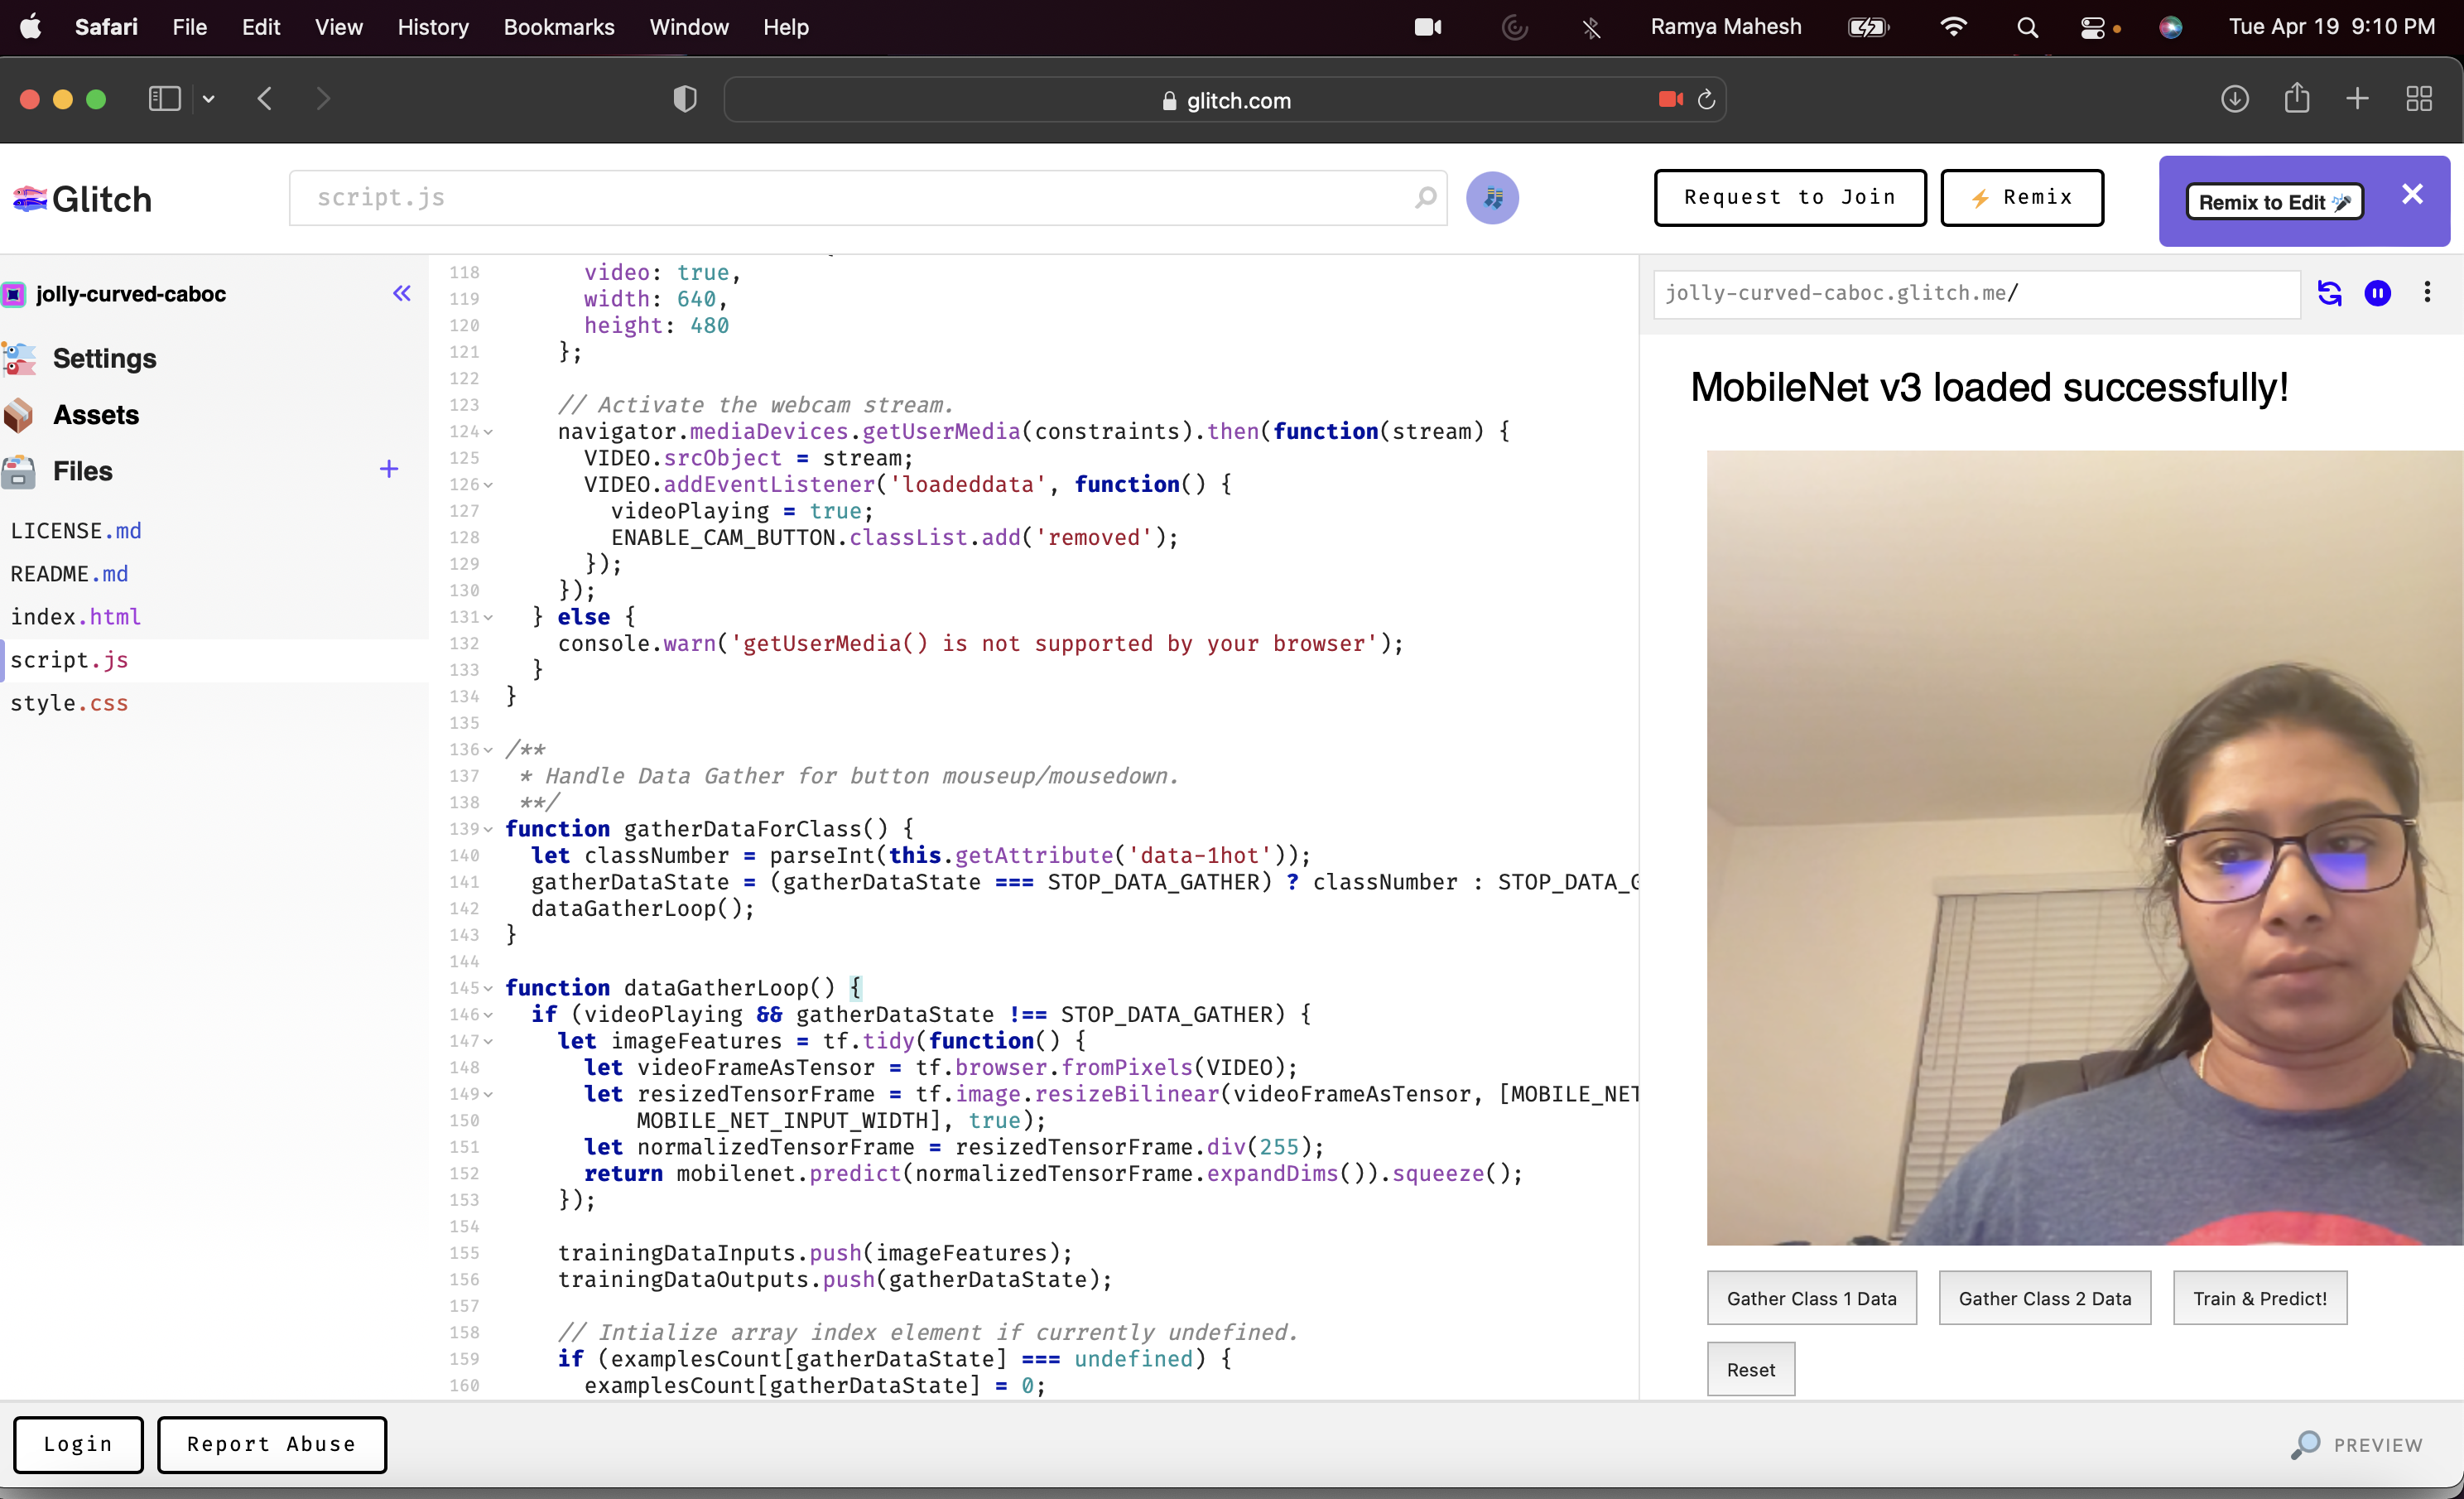 Safari File Edit View History Bookmarks Window Help Ramya Mahesh Tue Apr 19 9:10 PM
glitch.com
Glitch
script.js
Request to Join
⚡ Remix
Remix to Edit 🎤
jolly-curved-caboc
Settings
Assets
Files
LICENSE.md
README.md
index.html
script.js
style.css
118 video: true,
119 width: 640,
120 height: 480
121 };
122
123 // Activate the webcam stream.
124 navigator.mediaDevices.getUserMedia(constraints).then(function(stream) {
125 VIDEO.srcObject = stream;
126 VIDEO.addEventListener('loadeddata', function() {
127 videoPlaying = true;
128 ENABLE_CAM_BUTTON.classList.add('removed');
129 });
130 });
131 } else {
132 console.warn('getUserMedia() is not supported by your browser');
133 }
134 }
135
136 /**
137 * Handle Data Gather for button mouseup/mousedown.
138 **/
139 function gatherDataForClass() {
140 let classNumber = parseInt(this.getAttribute('data-1hot'));
141 gatherDataState = (gatherDataState === STOP_DATA_GATHER) ? classNumber : STOP_DATA_G
142 dataGatherLoop();
143 }
144
145 function dataGatherLoop() {
146 if (videoPlaying && gatherDataState !== STOP_DATA_GATHER) {
147 let imageFeatures = tf.tidy(function() {
148 let videoFrameAsTensor = tf.browser.fromPixels(VIDEO);
149 let resizedTensorFrame = tf.image.resizeBilinear(videoFrameAsTensor, [MOBILE_NET
150 MOBILE_NET_INPUT_WIDTH], true);
151 let normalizedTensorFrame = resizedTensorFrame.div(255);
152 return mobilenet.predict(normalizedTensorFrame.expandDims()).squeeze();
153 });
154
155 trainingDataInputs.push(imageFeatures);
156 trainingDataOutputs.push(gatherDataState);
157
158 // Intialize array index element if currently undefined.
159 if (examplesCount[gatherDataState] === undefined) {
160 examplesCount[gatherDataState] = 0;
jolly-curved-caboc.glitch.me/
MobileNet v3 loaded successfully!
Gather Class 1 Data
Gather Class 2 Data
Train & Predict!
Reset
Login
Report Abuse
PREVIEW